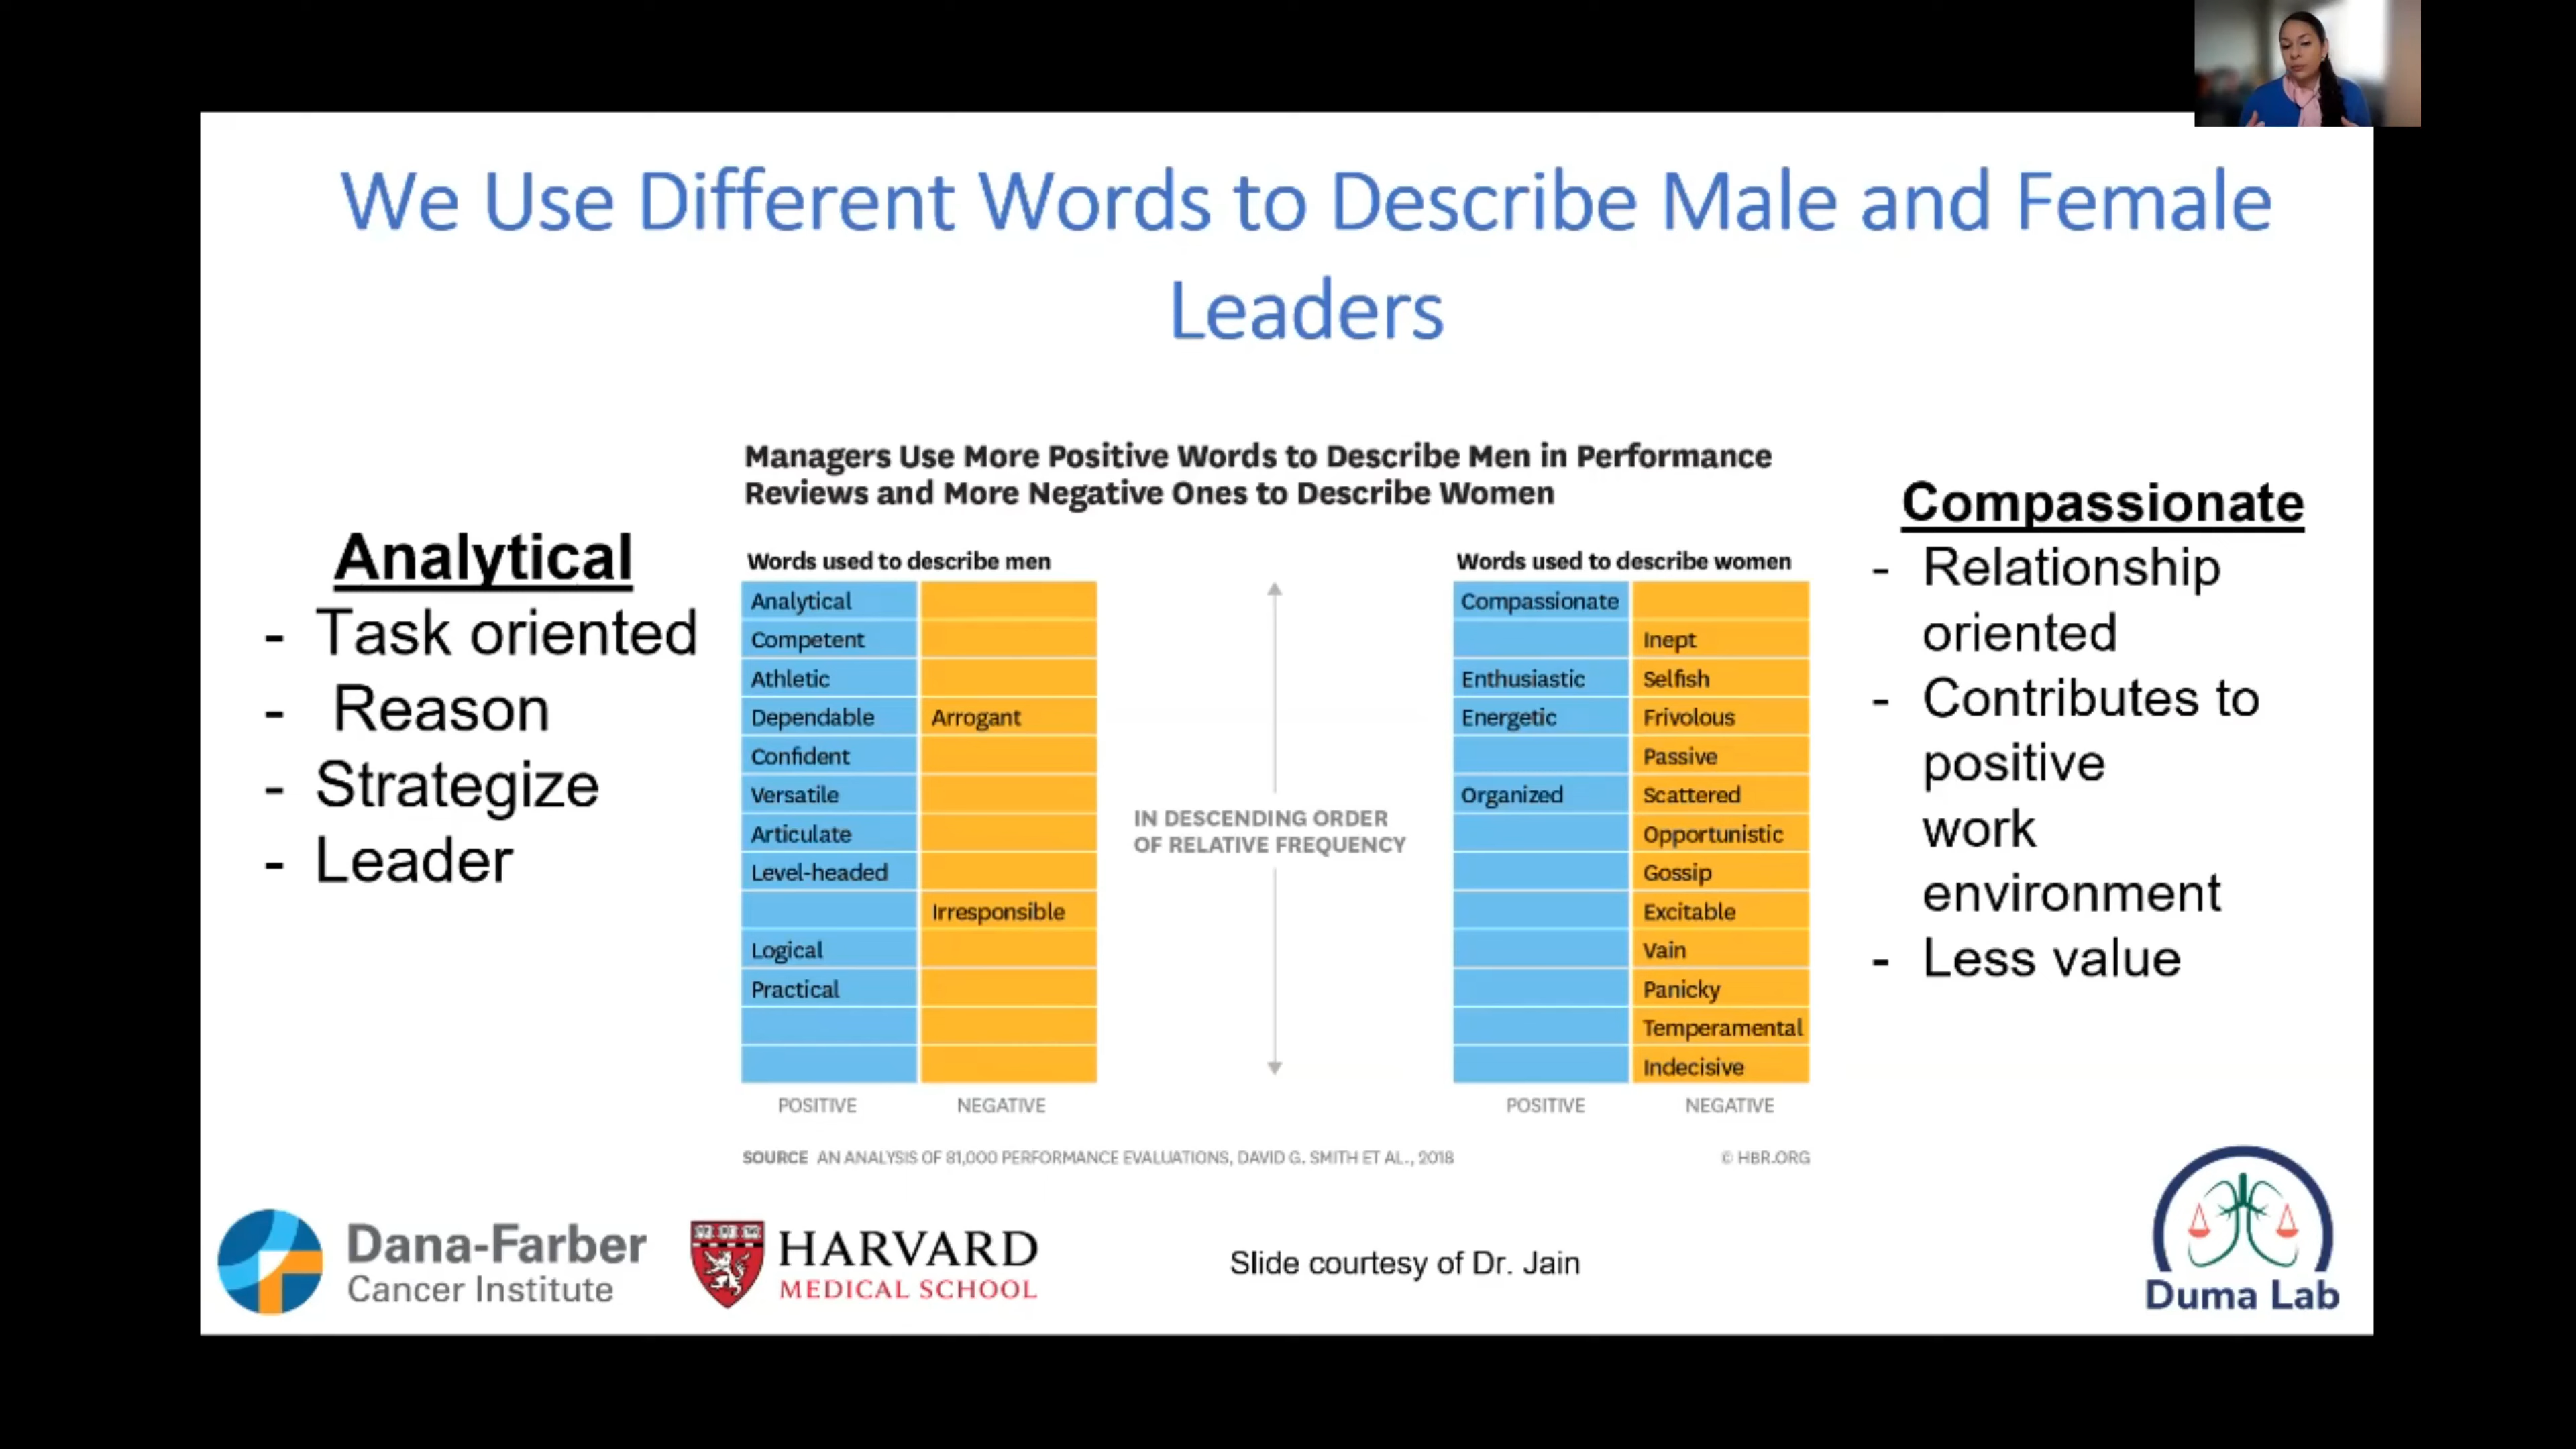 We Use Different Words to Describe Male and Female
Leaders
Analytical
- Task oriented
- Reason
- Strategize
- Leader
Managers Use More Positive Words to Describe Men in Performance
Reviews and More Negative Ones to Describe Women
Words used to describe men
Analytical
Competent
Athletic
Dependable Arrogant
Confident
Versatile
Articulate
Level-headed
Irresponsible
Logical
Practical
POSITIVE NEGATIVE
IN DESCENDING ORDER
OF RELATIVE FREQUENCY
Words used to describe women
Compassionate
Inept
Enthusiastic Selfish
Energetic Frivolous
Passive
Organized Scattered
Opportunistic
Gossip
Excitable
Vain
Panicky
Temperamental
Indecisive
POSITIVE NEGATIVE
SOURCE AN ANALYSIS OF 81,000 PERFORMANCE EVALUATIONS, DAVID G. SMITH ET AL., 2018
© HBR.ORG
Compassionate
- Relationship
oriented
- Contributes to
positive
work
environment
- Less value
Dana-Farber
Cancer Institute
HARVARD
MEDICAL SCHOOL
Slide courtesy of Dr. Jain
Duma Lab